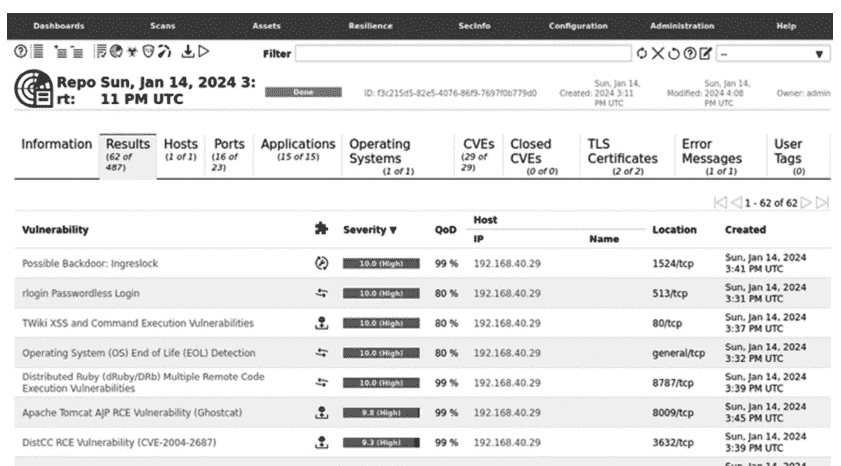 Dashboards Scans Assets Resilience SecInfo Configuration Administration Help
Filter --
Repo Sun, Jan 14, 2024 3:
rt: 11 PM UTC
Done
ID: f3c215d5-82e5-4076-86f9-7697f0b779d0
Created: Sun, Jan 14, 2024 3:11 PM UTC
Modified: Sun, Jan 14, 2024 4:08 PM UTC
Owner: admin
Information
Results
(62 of
487)
Hosts
(1 of 1)
Ports
(16 of
23)
Applications
(15 of 15)
Operating
Systems
(1 of 1)
CVEs
(29 of
29)
Closed
CVEs
(0 of 0)
TLS
Certificates
(2 of 2)
Error
Messages
(1 of 1)
User
Tags
(0)
1 - 62 of 62
Vulnerability Severity ▼ QoD Host Location Created
IP Name
Possible Backdoor: Ingreslock 10.0 (High) 99 % 192.168.40.29 1524/tcp Sun, Jan 14, 2024
3:41 PM UTC
rlogin Passwordless Login 10.0 (High) 80 % 192.168.40.29 513/tcp Sun, Jan 14, 2024
3:31 PM UTC
TWiki XSS and Command Execution Vulnerabilities 10.0 (High) 80 % 192.168.40.29 80/tcp Sun, Jan 14, 2024
3:37 PM UTC
Operating System (OS) End of Life (EOL) Detection 10.0 (High) 80 % 192.168.40.29 general/tcp Sun, Jan 14, 2024
3:32 PM UTC
Distributed Ruby (dRuby/DRb) Multiple Remote Code
Execution Vulnerabilities 10.0 (High) 99 % 192.168.40.29 8787/tcp Sun, Jan 14, 2024
3:39 PM UTC
Apache Tomcat AJP RCE Vulnerability (Ghostcat) 9.8 (High) 99 % 192.168.40.29 8009/tcp Sun, Jan 14, 2024
3:45 PM UTC
DistCC RCE Vulnerability (CVE-2004-2687) 9.3 (High) 99 % 192.168.40.29 3632/tcp Sun, Jan 14, 2024
3:39 PM UTC